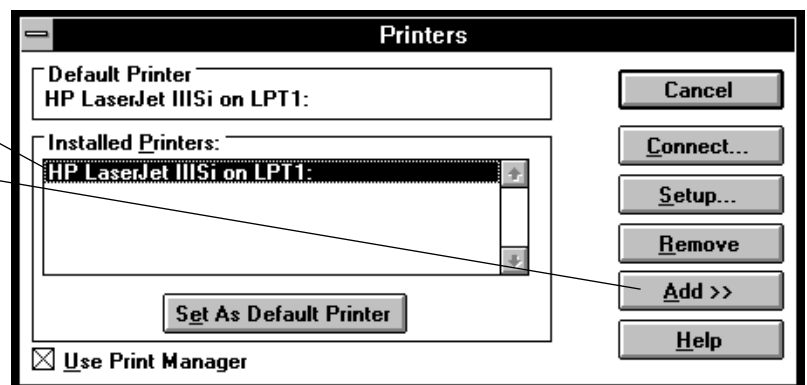 Printers
Default Printer
HP LaserJet IIISi on LPT1:
Installed Printers:
HP LaserJet IIISi on LPT1:
Set As Default Printer
Use Print Manager
Cancel
Connect...
Setup...
Remove
Add >>
Help